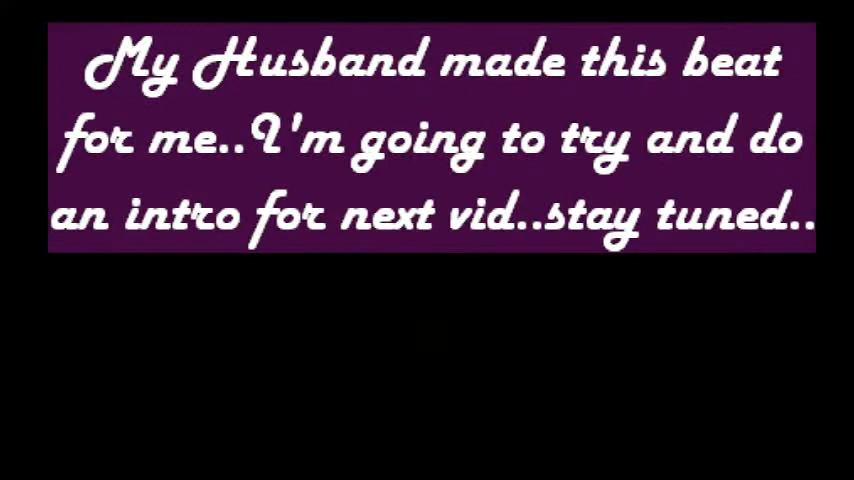 My Husband made this beat
for me..I'm going to try and do
an intro for next vid..stay tuned..